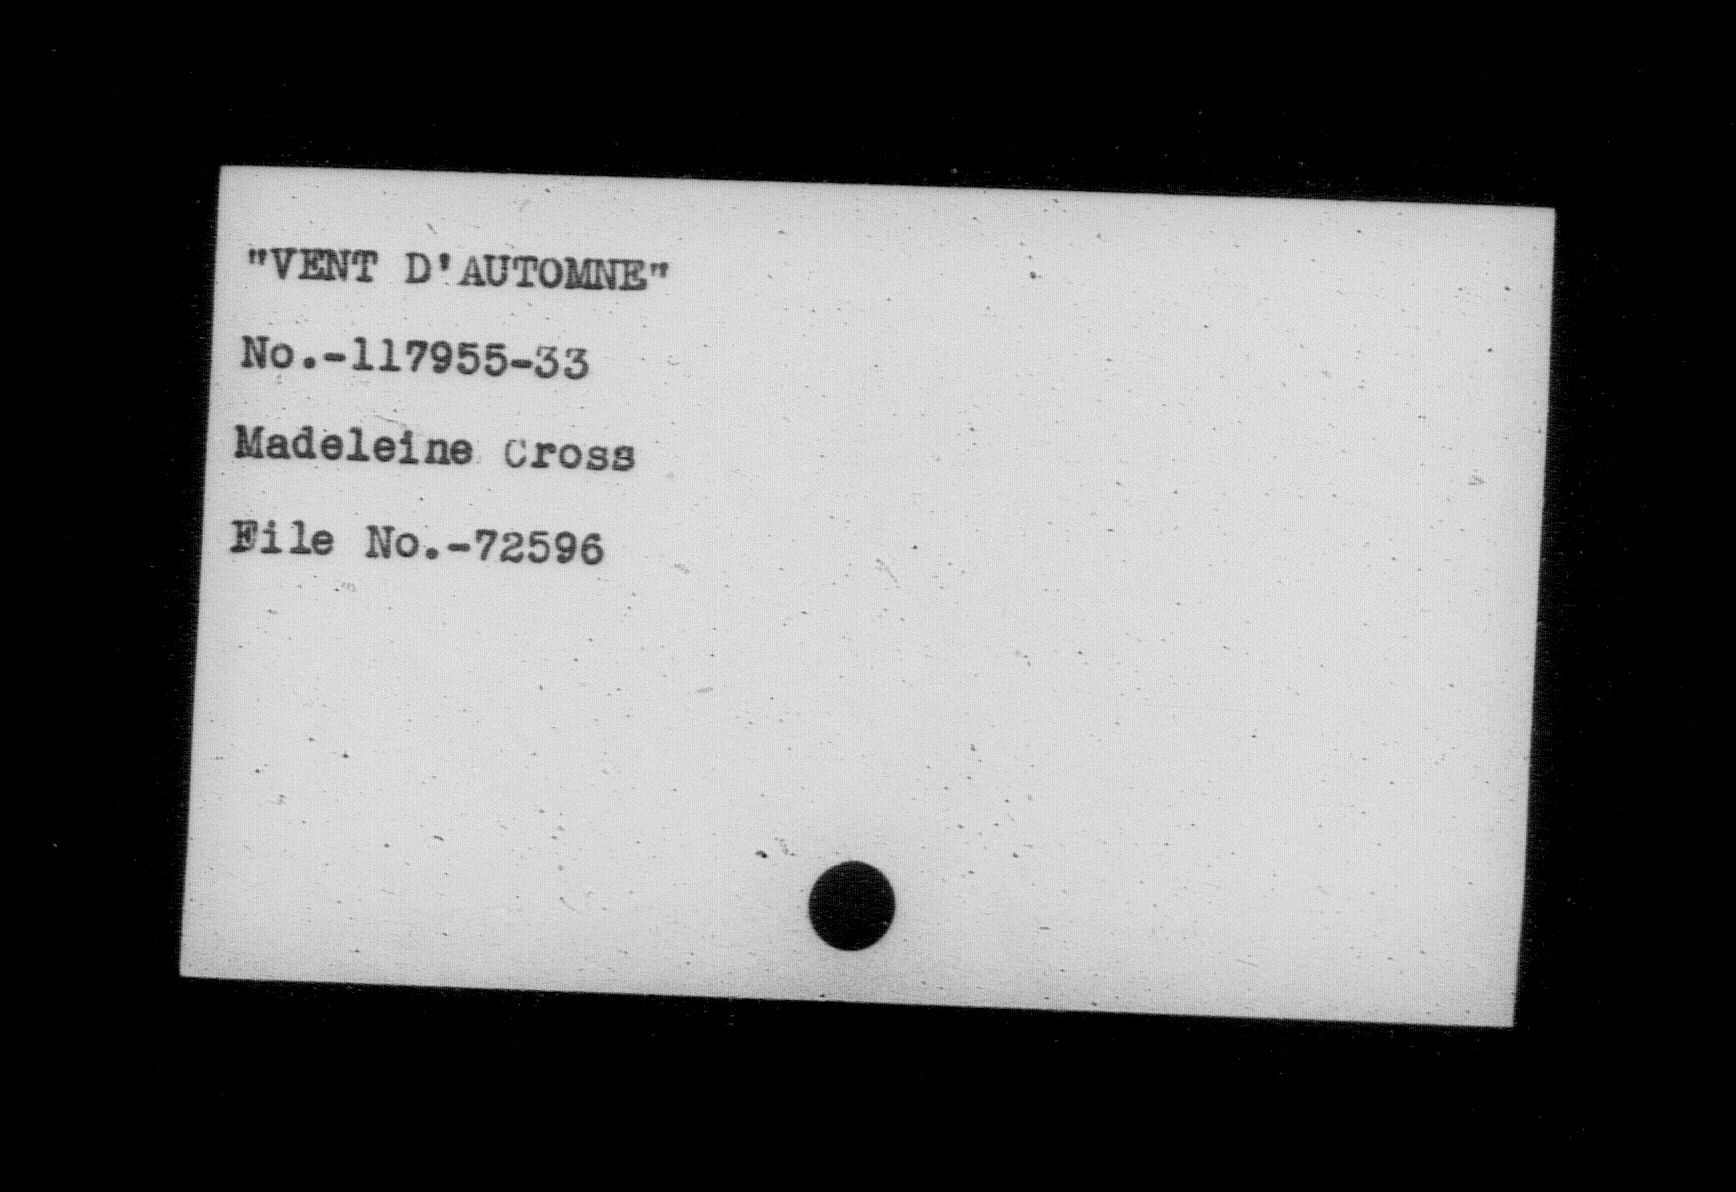 "VENT D'AUTOMNE"
No.-117955-33
Madeleine Cross
File No.-72596